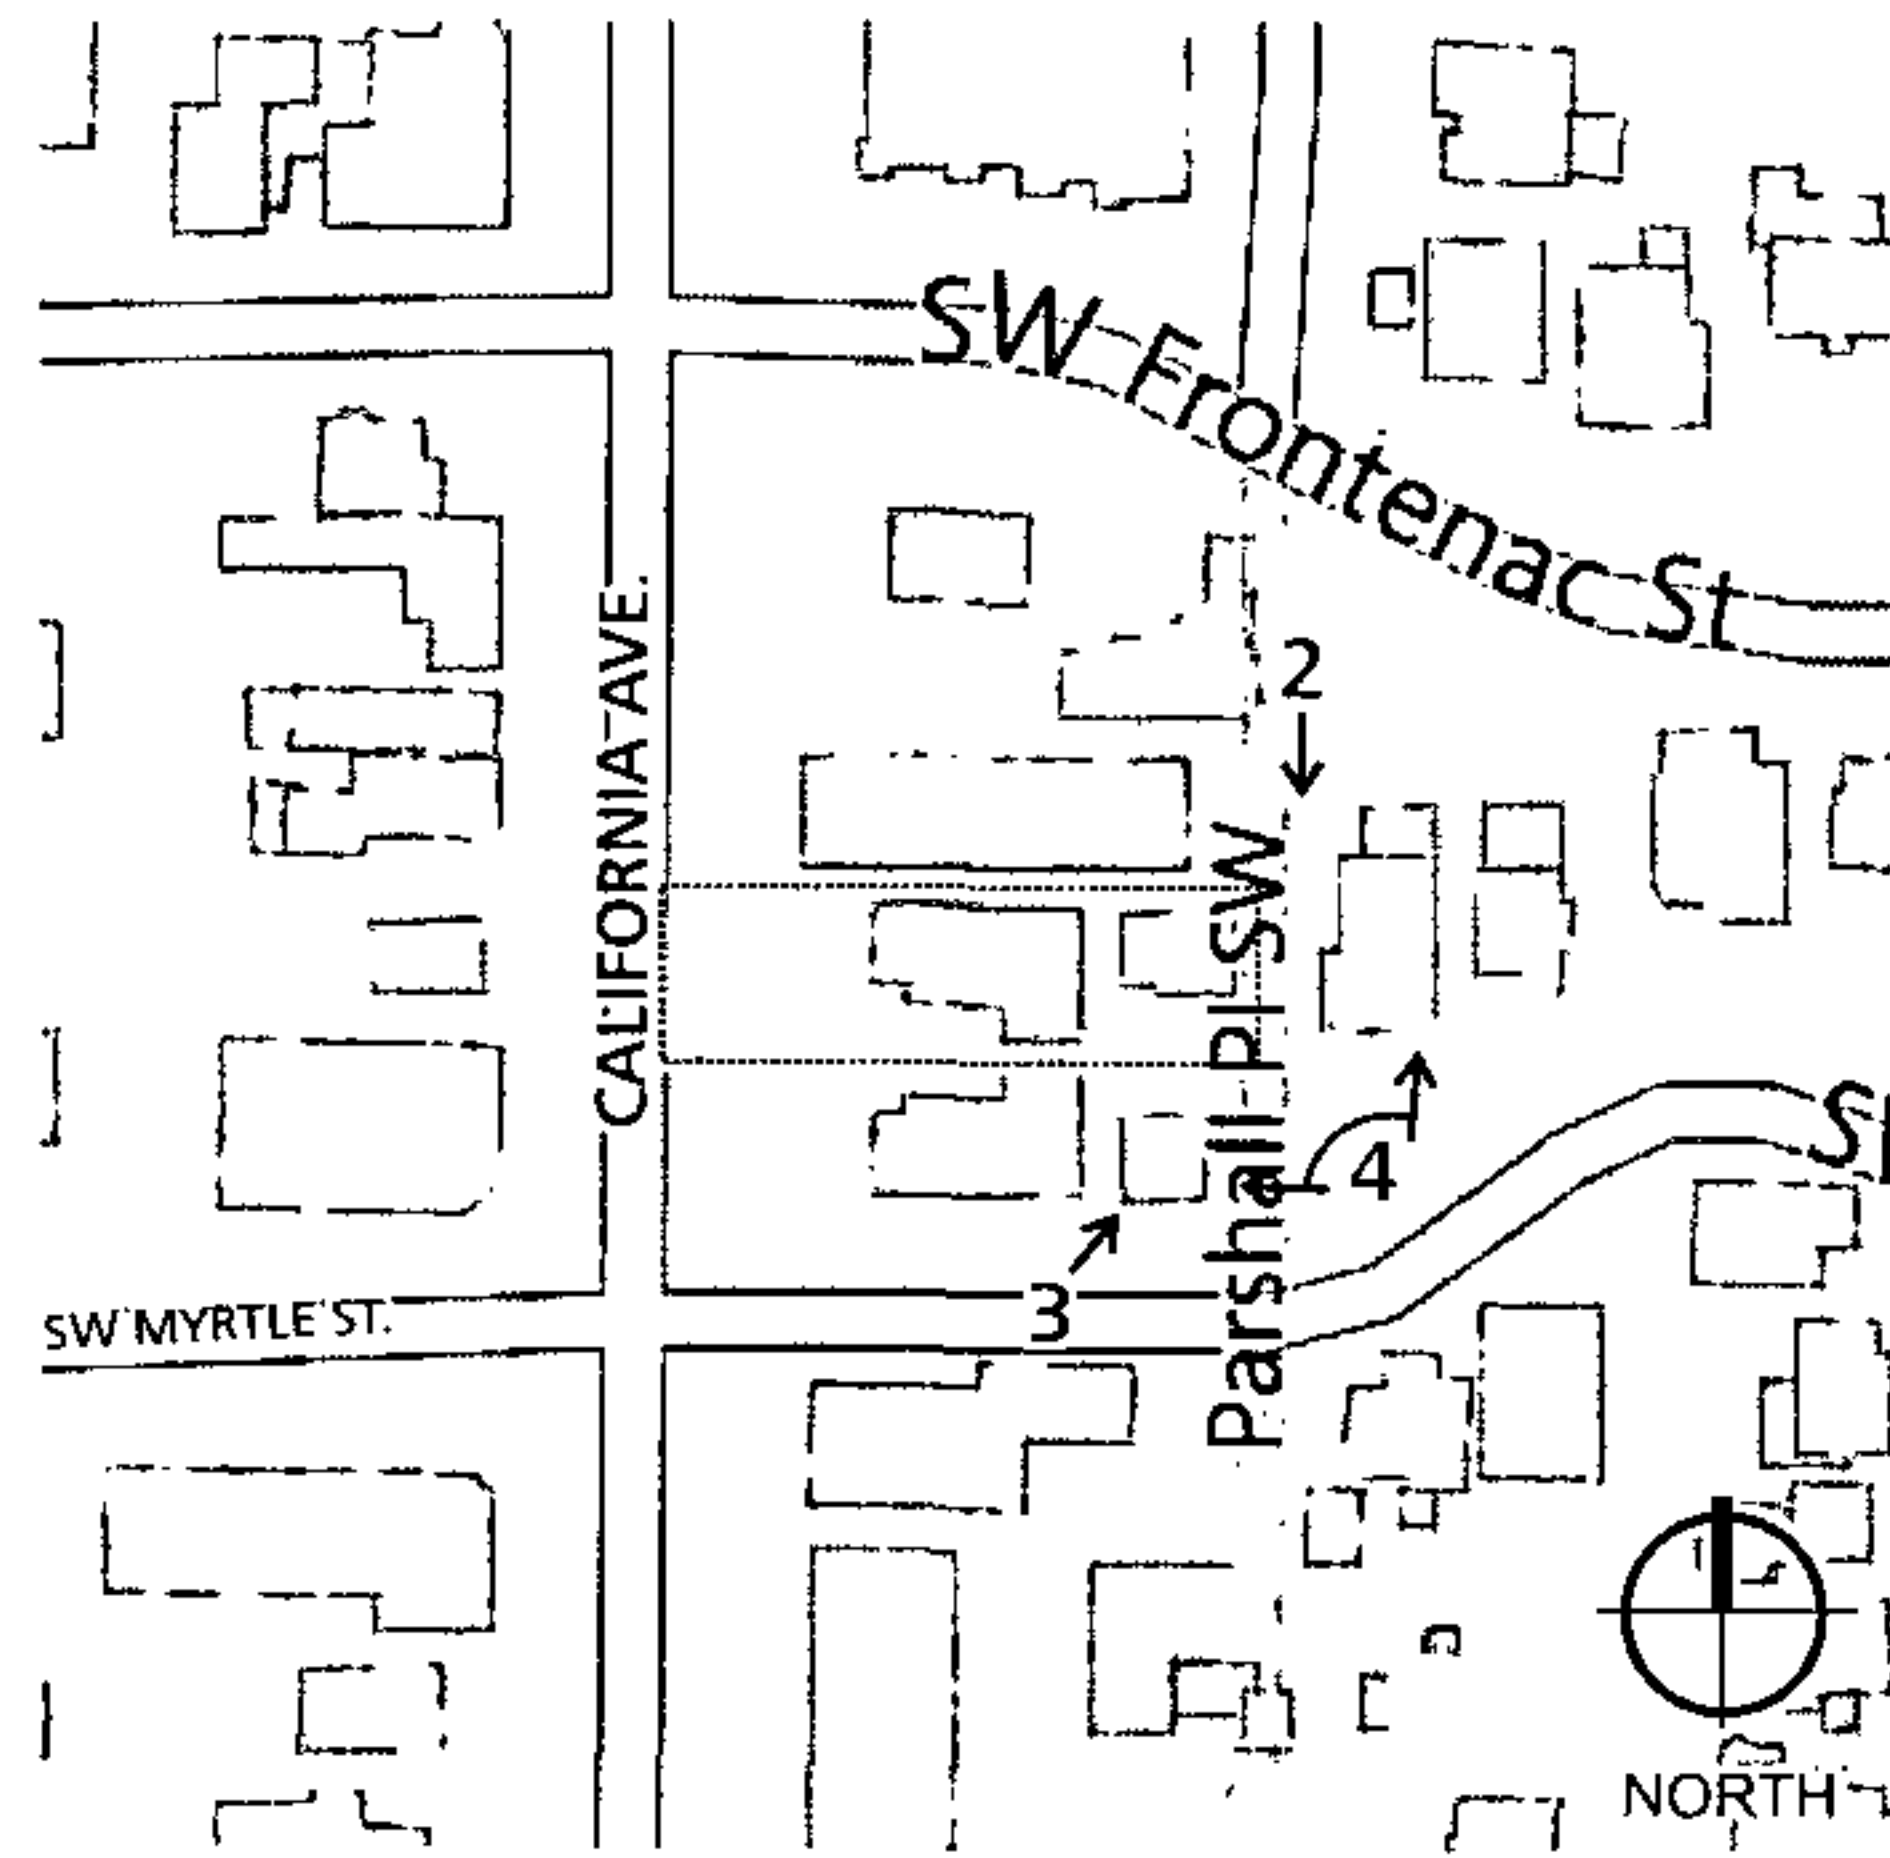 SW Frontenac St
CALIFORNIA AVE.
2
Parshall Pl SW
4
3
SW MYRTLE ST.
NORTH